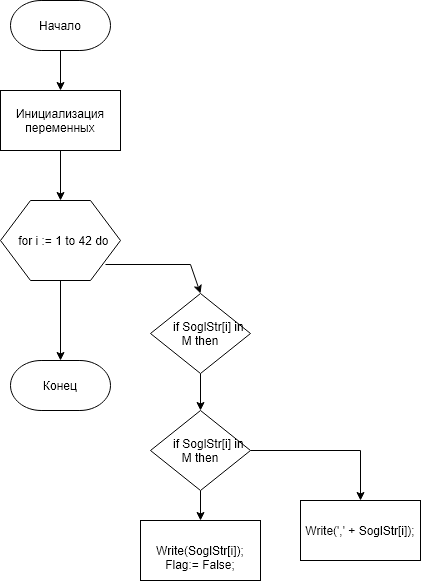 Начало
Инициализация
переменных
for i := 1 to 42 do
if SoglStr[i] in
M then
Конец
if SoglStr[i] in
M then
Write(',' + SoglStr[i]);
Write(SoglStr[i]);
Flag:= False;